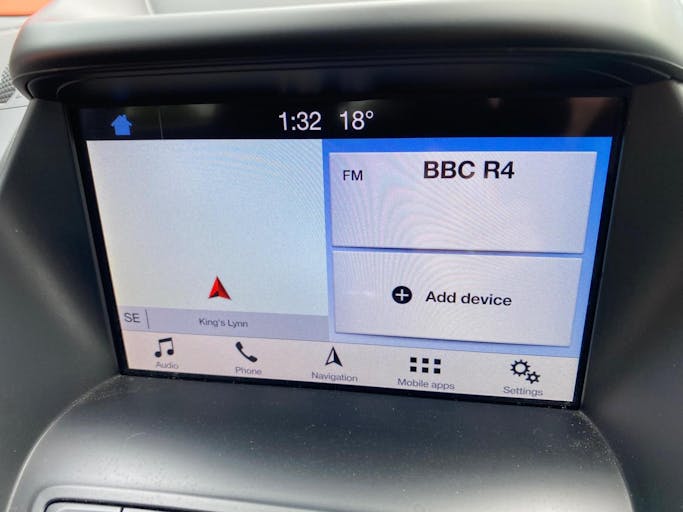 1:32 18°
FM BBC R4
Add device
SE King's Lynn
Audio
Phone
Navigation
Mobile apps
Settings